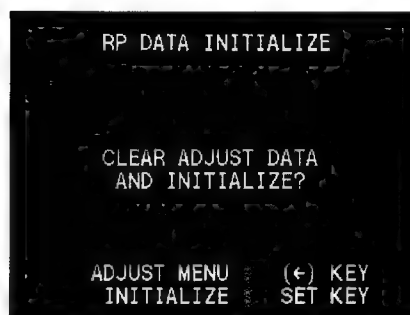 RP DATA INITIALIZE
CLEAR ADJUST DATA
AND INITIALIZE?
ADJUST MENU (←) KEY
INITIALIZE SET KEY